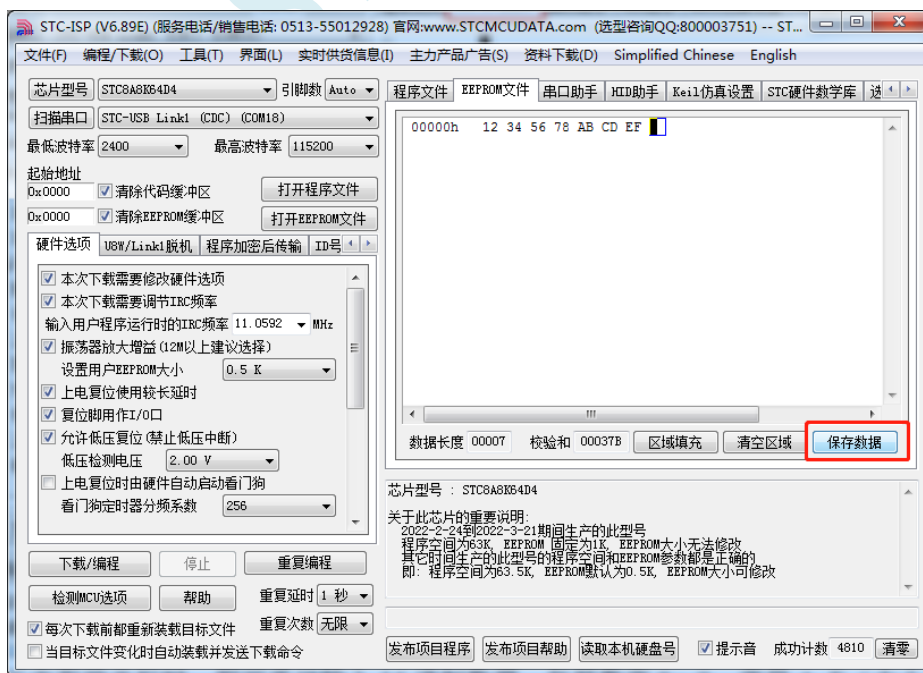 STC-ISP (V6.89E) (服务电话/销售电话: 0513-55012928) 官网:www.STCMCUDATA.com (选型咨询QQ:800003751) -- ST...
文件(F) 编程/下载(O) 工具(T) 界面(L) 实时供货信息(I) 主力产品广告(S) 资料下载(D) Simplified Chinese English
芯片型号 STC8A8K64D4 引脚数 Auto
扫描串口 STC-USB Link1 (CDC) (COM18)
最低波特率 2400 最高波特率 115200
起始地址
0x0000 清除代码缓冲区 打开程序文件
0x0000 清除EEPROM缓冲区 打开EEPROM文件
硬件选项 U8W/Link1脱机 程序加密后传输 ID号
本次下载需要修改硬件选项
本次下载需要调节IRC频率
输入用户程序运行时的IRC频率 11.0592 MHz
振荡器放大增益(12M以上建议选择)
设置用户EEPROM大小 0.5 K
上电复位使用较长延时
复位脚用作I/O口
允许低压复位(禁止低压中断)
低压检测电压 2.00 V
上电复位时由硬件自动启动看门狗
看门狗定时器分频系数 256
下载/编程 停止 重复编程
检测MCU选项 帮助 重复延时 1 秒
每次下载前都重新装载目标文件 重复次数 无限
当目标文件变化时自动装载并发送下载命令
程序文件 EEPROM文件 串口助手 HID助手 Keil仿真设置 STC硬件数学库 选
00000h 12 34 56 78 AB CD EF
数据长度 00007 校验和 0037B 区域填充 清空区域 保存数据
芯片型号 : STC8A8K64D4
关于此芯片的重要说明:
2022-2-24到2022-3-21期间生产的此型号
程序空间为63K, EEPROM 固定为1K, EEPROM大小无法修改
其它时间生产的此型号的程序空间和EEPROM参数都是正确的
即: 程序空间为63.5K, EEPROM默认为0.5K, EEPROM大小可修改
发布项目程序 发布项目帮助 读取本机硬盘号 提示音 成功计数 4810 清零